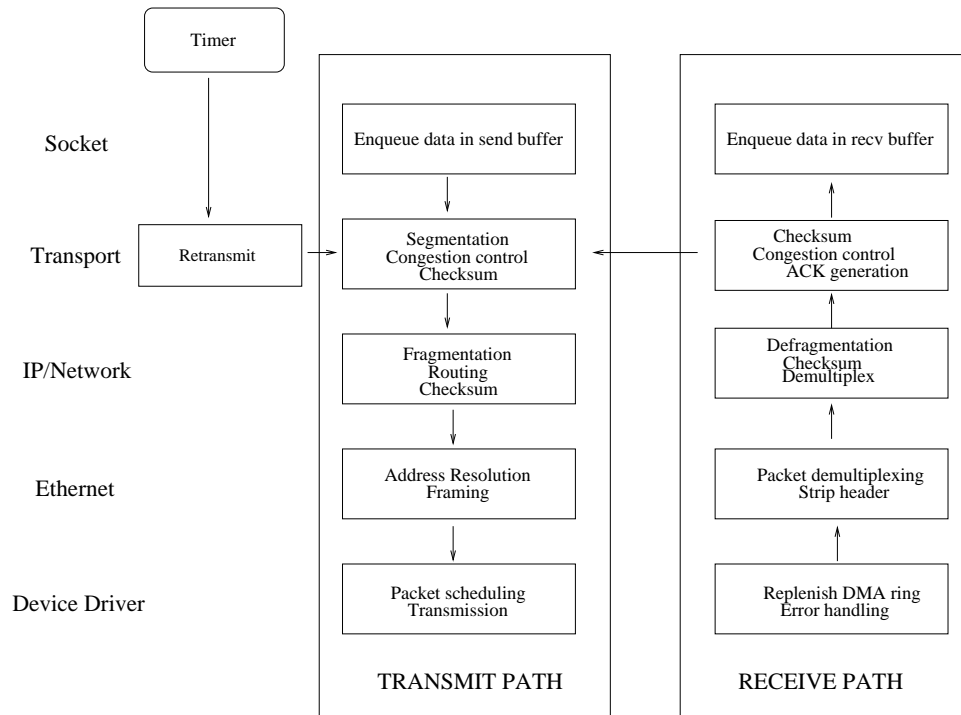 Timer
Socket
Enqueue data in send buffer
Enqueue data in recv buffer
Transport
Retransmit
Segmentation
Congestion control
Checksum
Checksum
Congestion control
ACK generation
IP/Network
Fragmentation
Routing
Checksum
Defragmentation
Checksum
Demultiplex
Ethernet
Address Resolution
Framing
Packet demultiplexing
Strip header
Device Driver
Packet scheduling
Transmission
Replenish DMA ring
Error handling
TRANSMIT PATH
RECEIVE PATH